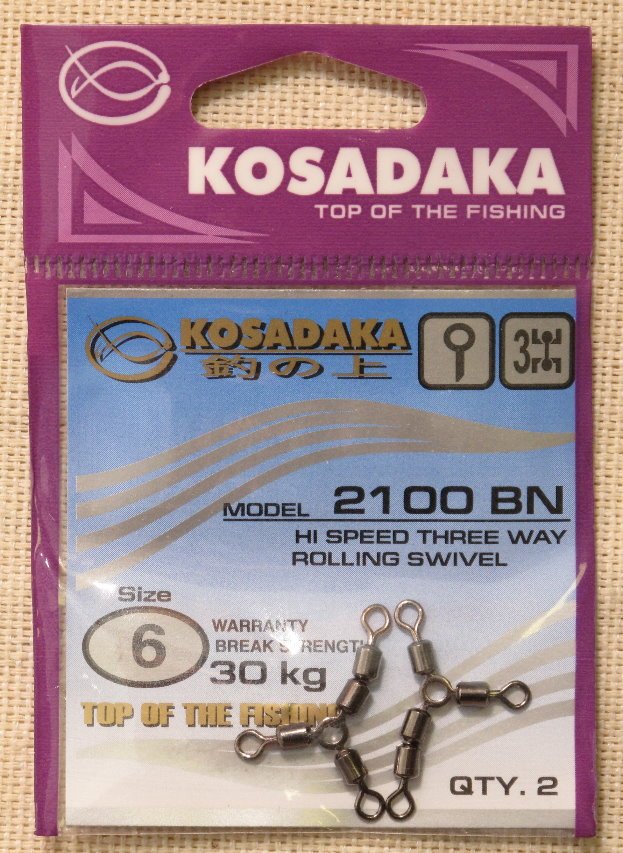 KOSADAKA
TOP OF THE FISHING
KOSADAKA
釣の上
3
MODEL 2100 BN
HI SPEED THREE WAY
ROLLING SWIVEL
Size
6
WARRANTY
BREAK STRENGTH
30 kg
TOP OF THE FISHING
QTY. 2